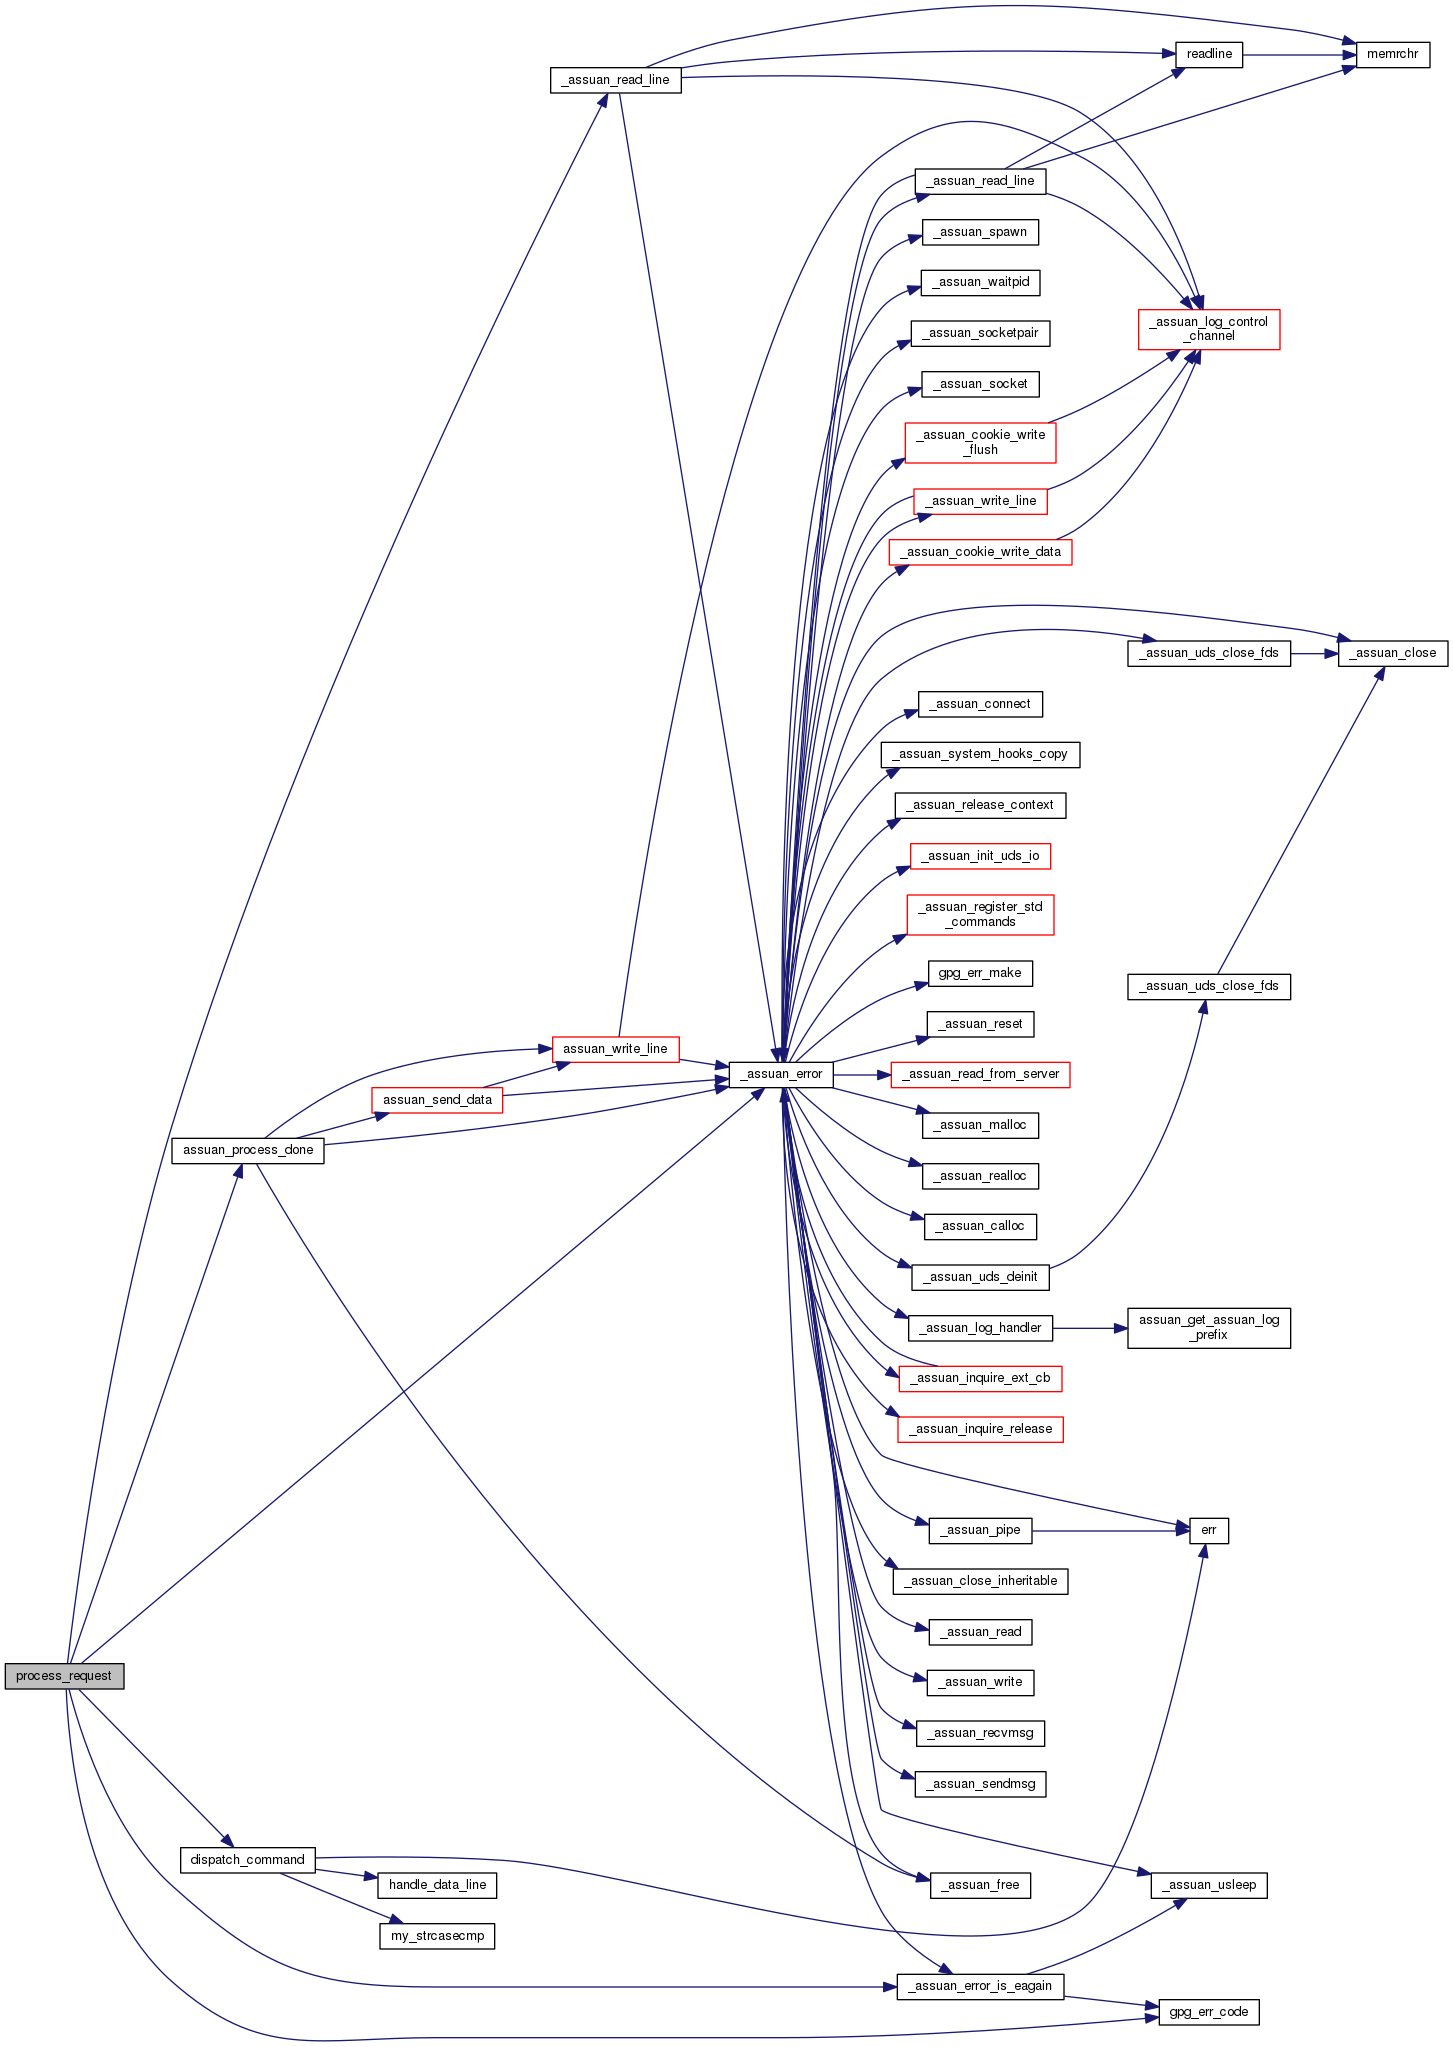 readline
memrchr
_assuan_read_line
_assuan_read_line
_assuan_spawn
_assuan_waitpid
_assuan_log_control
_channel
_assuan_socketpair
_assuan_socket
_assuan_cookie_write
_flush
_assuan_write_line
_assuan_cookie_write_data
_assuan_uds_close_fds
_assuan_close
_assuan_connect
_assuan_system_hooks_copy
_assuan_release_context
_assuan_init_uds_io
_assuan_register_std
_commands
gpg_err_make
_assuan_uds_close_fds
_assuan_reset
assuan_write_line
_assuan_error
_assuan_read_from_server
assuan_send_data
_assuan_malloc
assuan_process_done
_assuan_realloc
_assuan_calloc
_assuan_uds_deinit
_assuan_log_handler
assuan_get_assuan_log
_prefix
_assuan_inquire_ext_cb
_assuan_inquire_release
_assuan_pipe
err
_assuan_close_inheritable
_assuan_read
process_request
_assuan_write
_assuan_recvmsg
_assuan_sendmsg
dispatch_command
handle_data_line
_assuan_free
_assuan_usleep
my_strcasecmp
_assuan_error_is_eagain
gpg_err_code